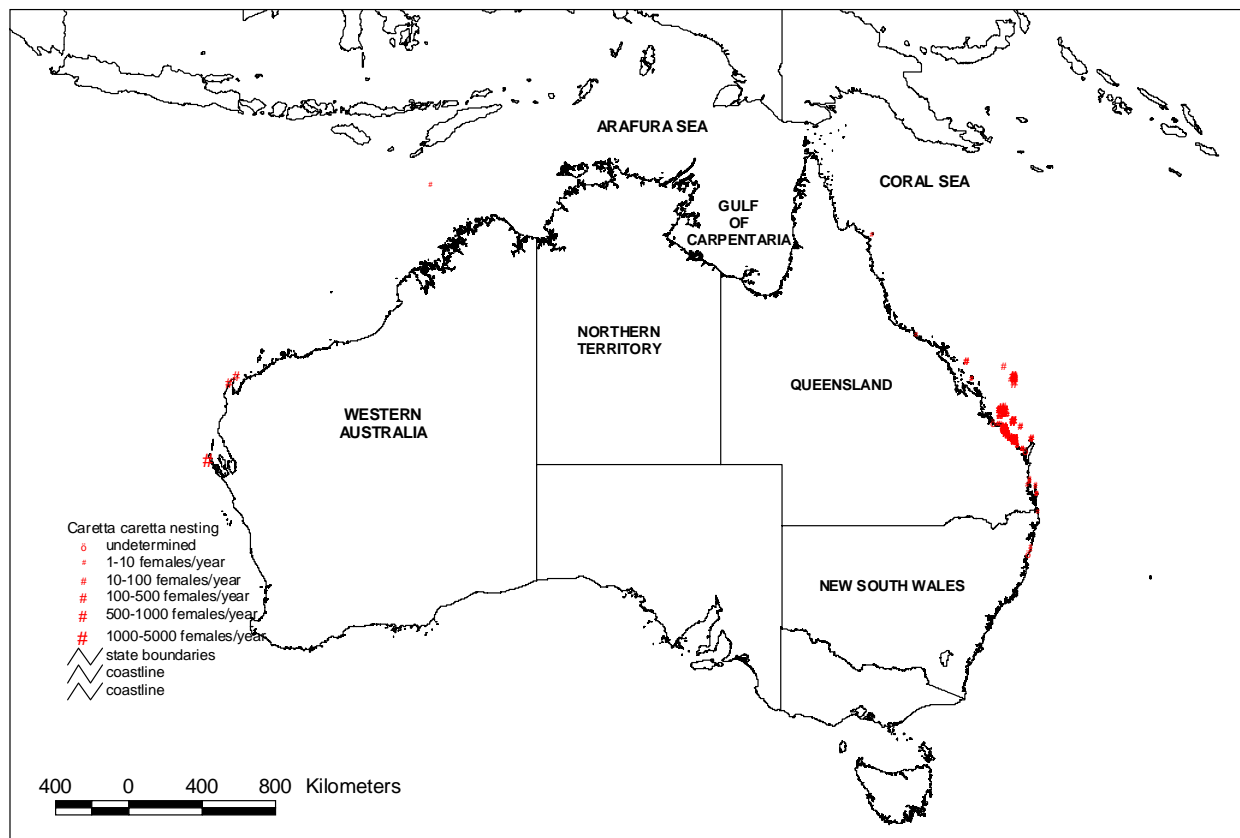 ARAFURA SEA
CORAL SEA
GULF
OF
CARPENTARIA
NORTHERN
TERRITORY
QUEENSLAND
WESTERN
AUSTRALIA
NEW SOUTH WALES
Caretta caretta nesting
ö undetermined
# 1-10 females/year
# 10-100 females/year
# 100-500 females/year
# 500-1000 females/year
# 1000-5000 females/year
state boundaries
coastline
coastline
400 0 400 800 Kilometers